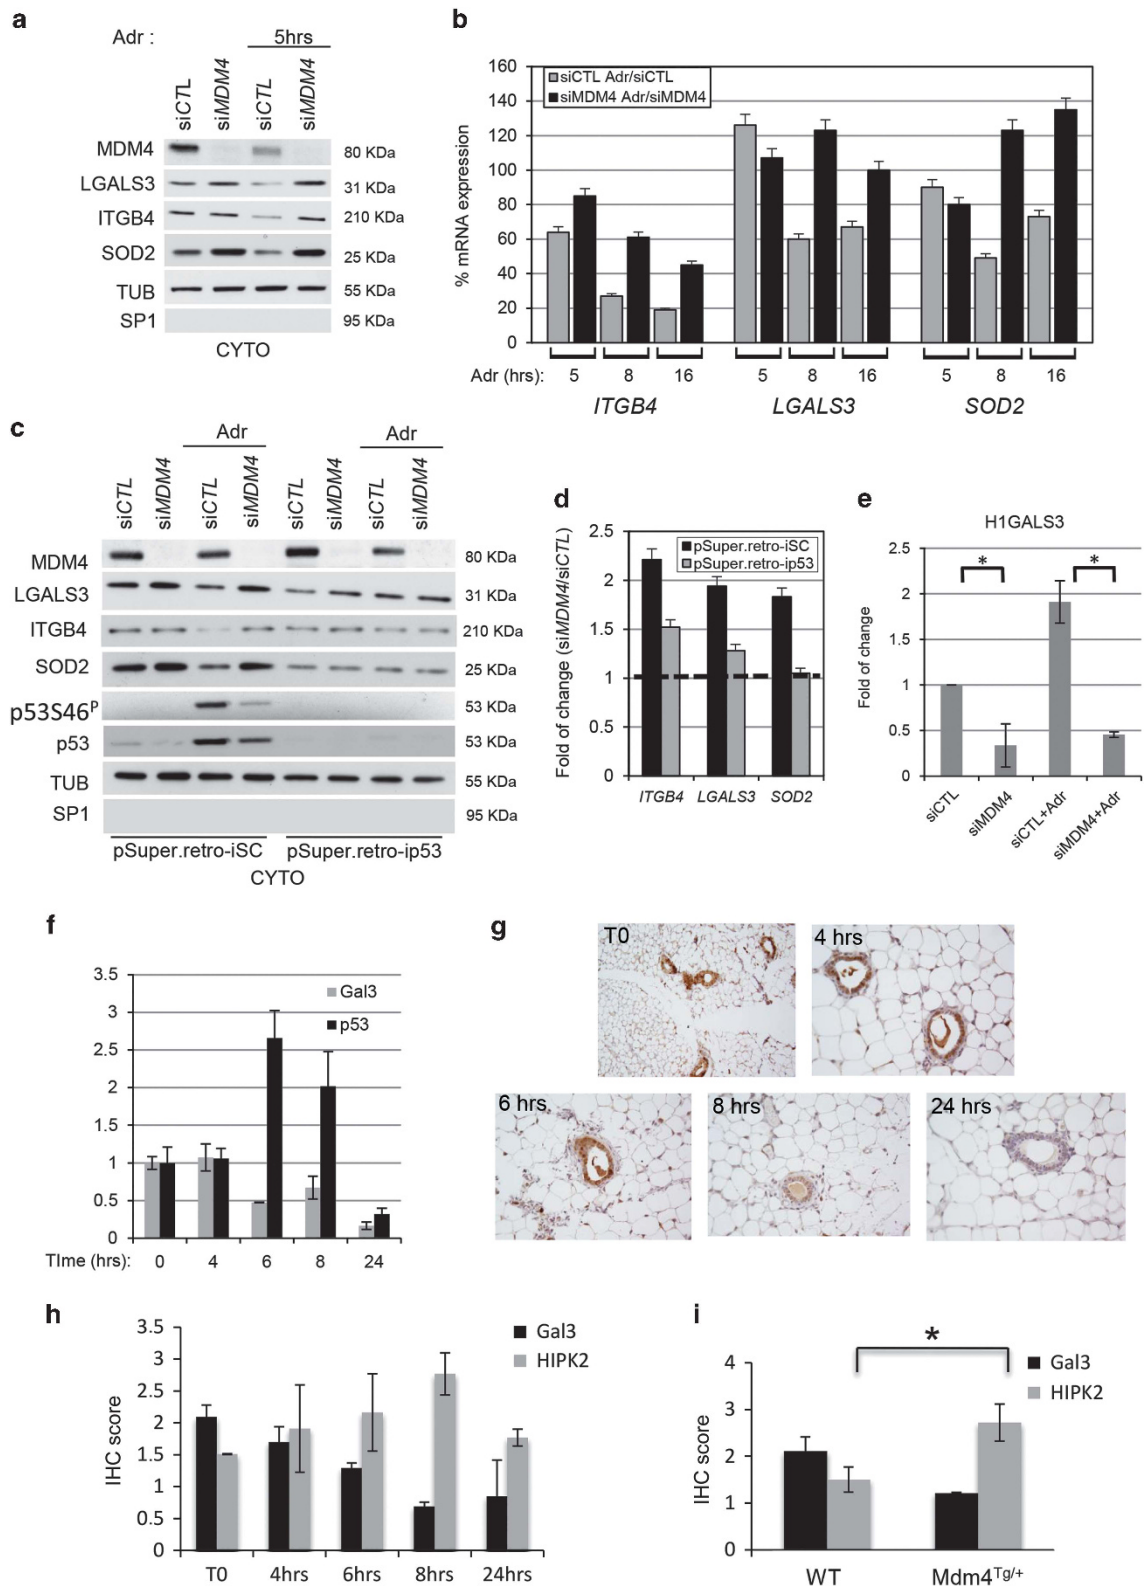 a
Adr : 5hrs
siCTL siMDM4 siCTL siMDM4
MDM4 80 KDa
LGALS3 31 KDa
ITGB4 210 KDa
SOD2 25 KDa
TUB 55 KDa
SP1 95 KDa
CYTO
b
siCTL Adr/siCTL
siMDM4 Adr/siMDM4
% mRNA expression
160
140
120
100
80
60
40
20
0
Adr (hrs): 5 8 16 5 8 16 5 8 16
ITGB4 LGALS3 SOD2
c
Adr Adr
siCTL siMDM4 siCTL siMDM4 siCTL siMDM4 siCTL siMDM4
MDM4 80 KDa
LGALS3 31 KDa
ITGB4 210 KDa
SOD2 25 KDa
p53S46P 53 KDa
p53 53 KDa
TUB 55 KDa
SP1 95 KDa
pSuper.retro-iSC pSuper.retro-ip53
CYTO
d
Fold of change (siMDM4/siCTL)
2.5
2
1.5
1
0.5
0
pSuper.retro-iSC
pSuper.retro-ip53
ITGB4 LGALS3 SOD2
e
H1GALS3
Fold of change
2.5
2
1.5
1
0.5
0
* *
siCTL siMDM4 siCTL+Adr siMDM4+Adr
f
3.5
3
2.5
2
1.5
1
0.5
0
Gal3
p53
TIme (hrs): 0 4 6 8 24
g
T0 4 hrs
6 hrs 8 hrs 24 hrs
h
IHC score
3.5
3
2.5
2
1.5
1
0.5
0
Gal3
HIPK2
T0 4hrs 6hrs 8hrs 24hrs
i
*
IHC score
4
3
2
1
0
Gal3
HIPK2
WT Mdm4Tg/+